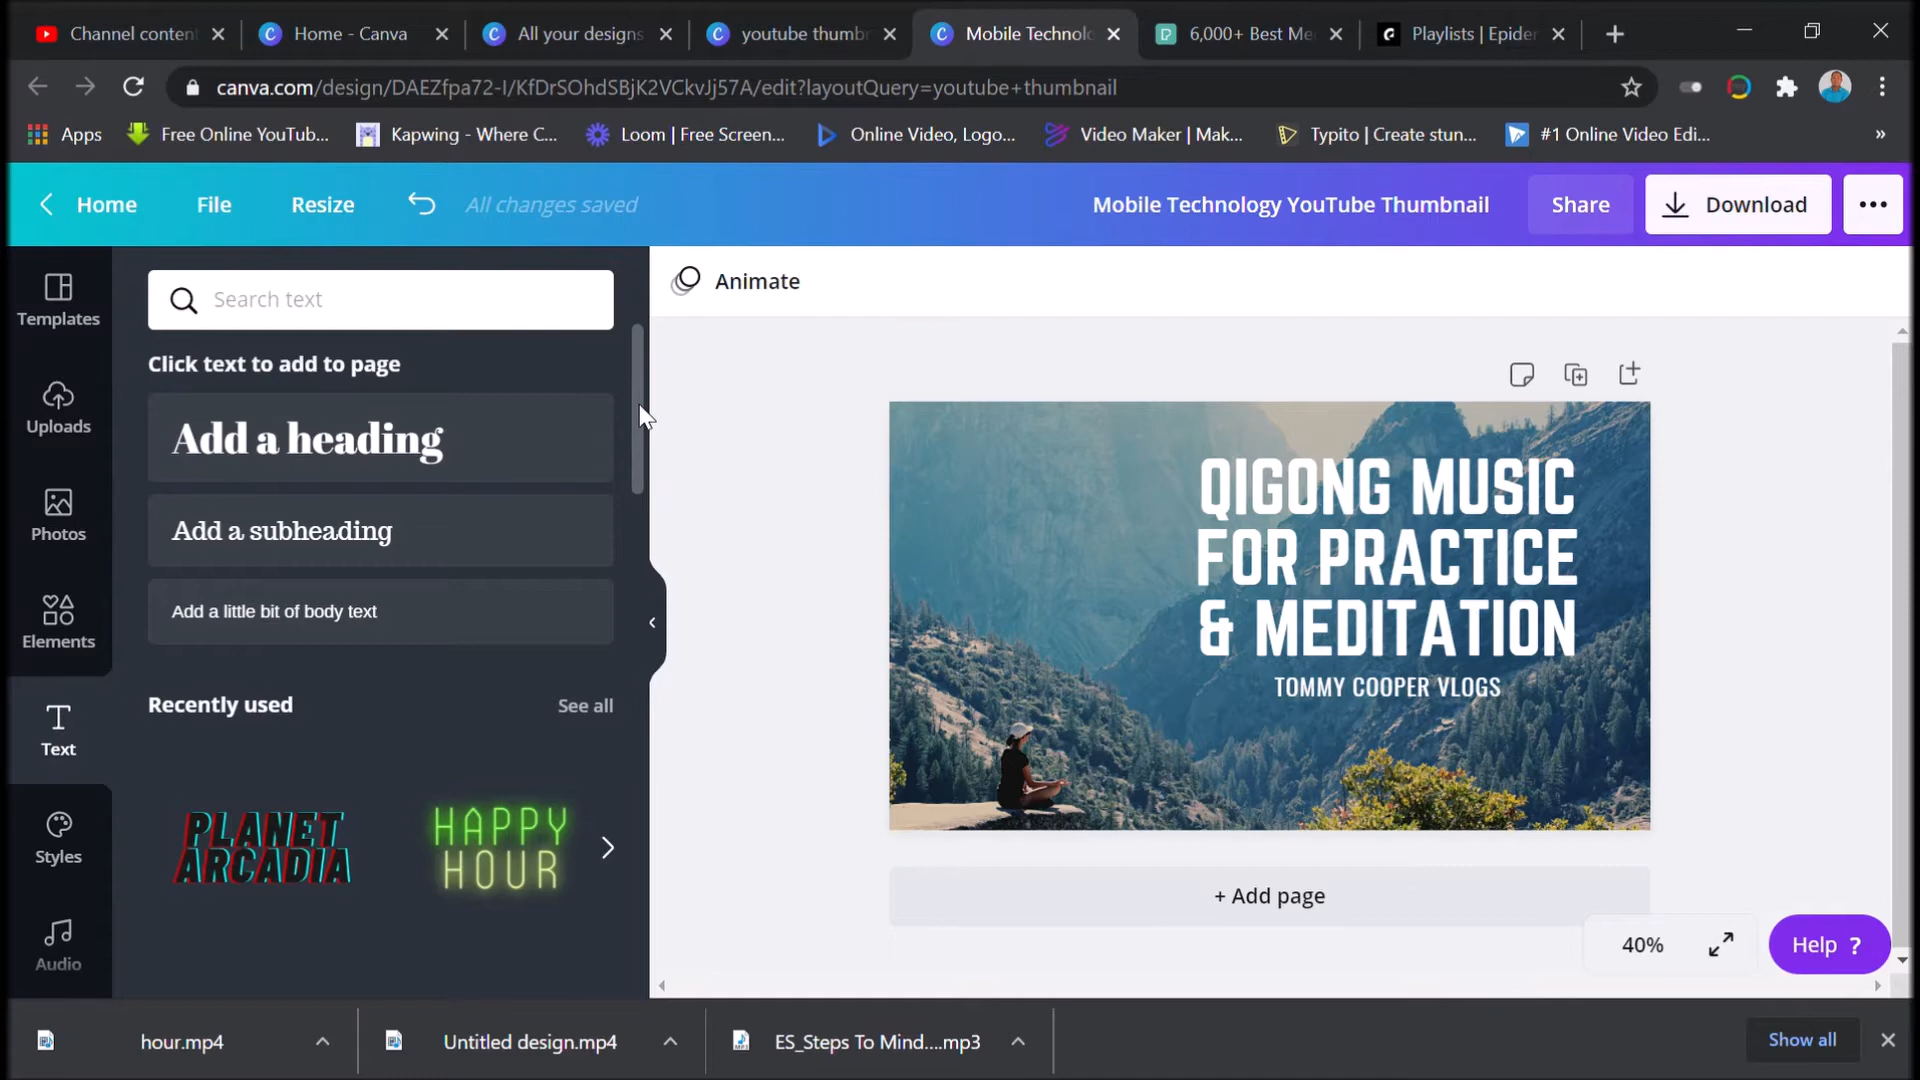 Channel conten
Home - Canva
All your designs
youtube thumb
Mobile Technol
6,000+ Best Me
Playlists | Epider
canva.com/design/DAEZfpa72-I/KfDrSOhdSBjK2VCkvJj57A/edit?layoutQuery=youtube+thumbnail
Apps
Free Online YouTub...
Kapwing - Where C...
Loom | Free Screen...
Online Video, Logo...
Video Maker | Mak...
Typito | Create stun...
#1 Online Video Edi...
»
Home
File
Resize
All changes saved
Mobile Technology YouTube Thumbnail
Share
Download
Templates
Uploads
Photos
Elements
Text
Styles
Audio
Search text
Click text to add to page
Add a heading
Add a subheading
Add a little bit of body text
Recently used
See all
PLANET
ARCADIA
HAPPY
HOUR
Animate
QIGONG MUSIC
FOR PRACTICE
& MEDITATION
TOMMY COOPER VLOGS
+ Add page
40%
Help ?
hour.mp4
Untitled design.mp4
ES_Steps To Mind....mp3
Show all